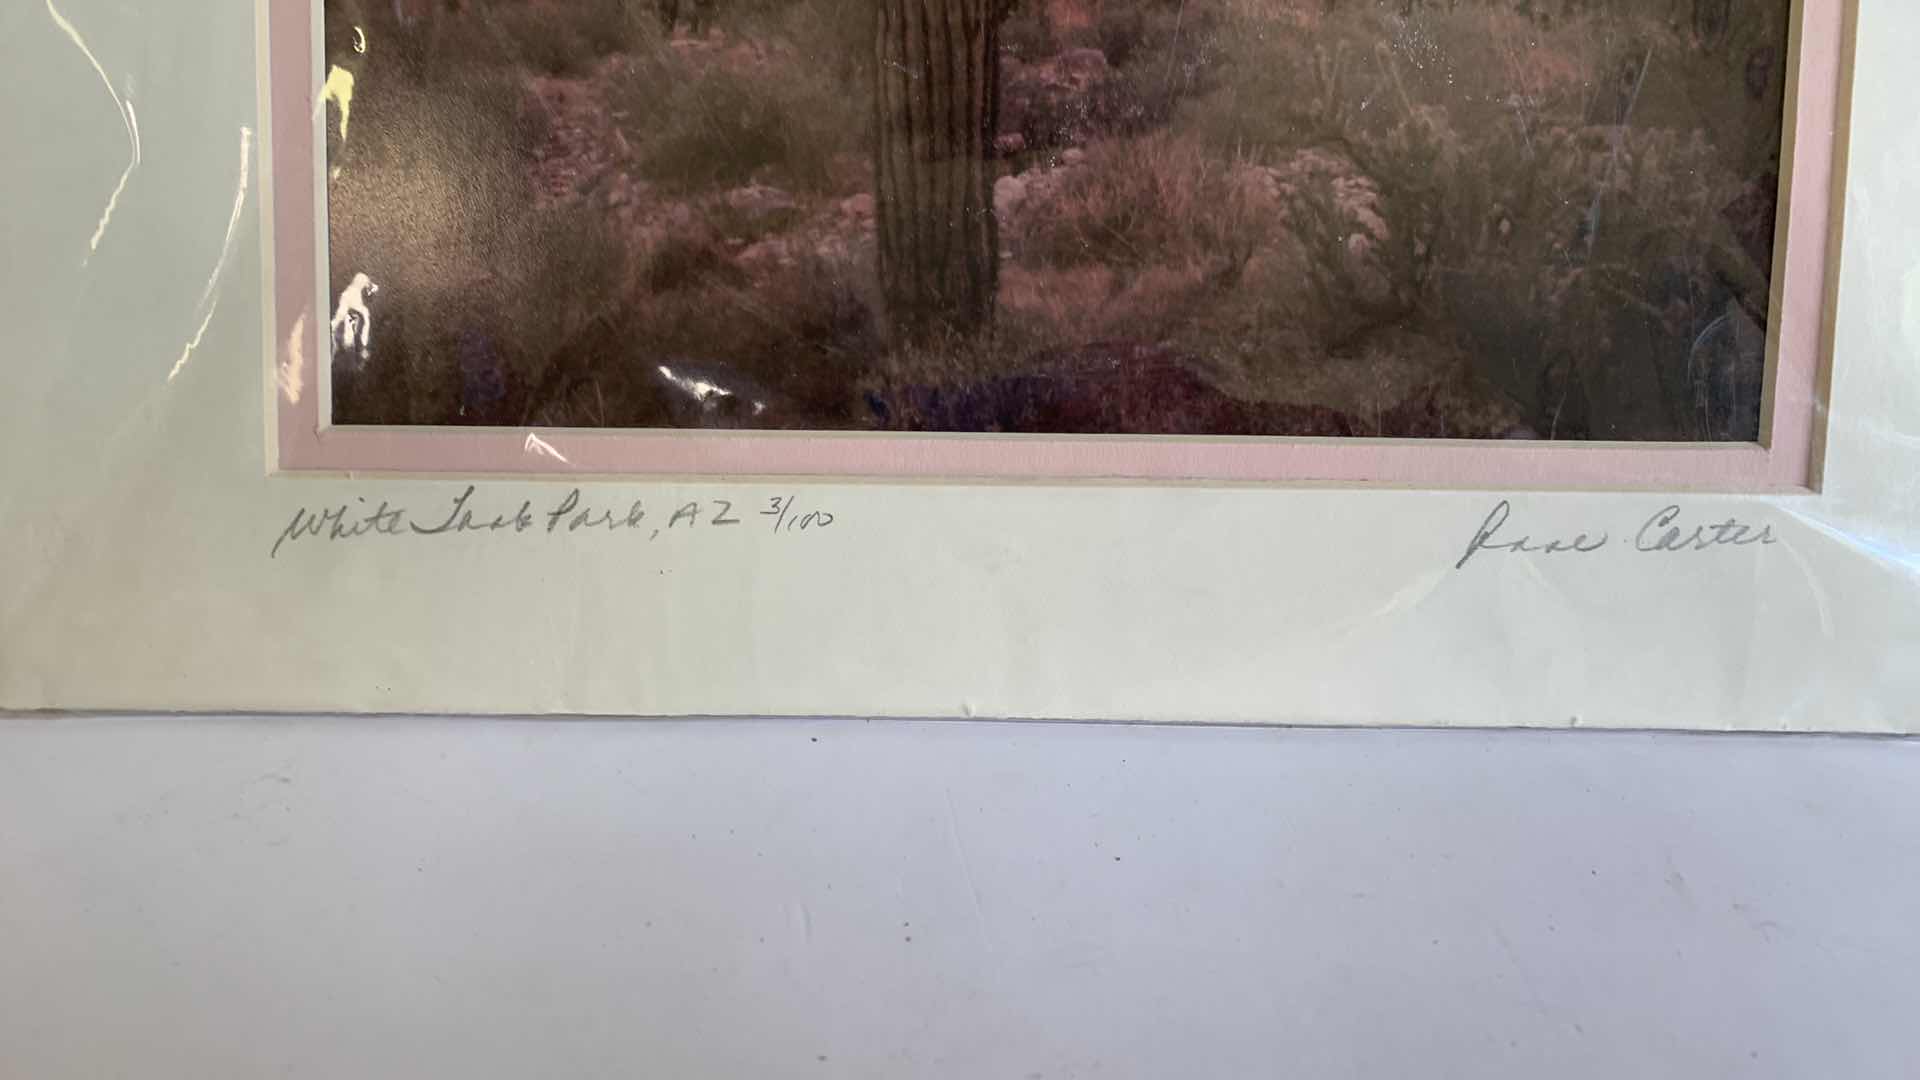 White Tank Park, AZ 3/100
Carter